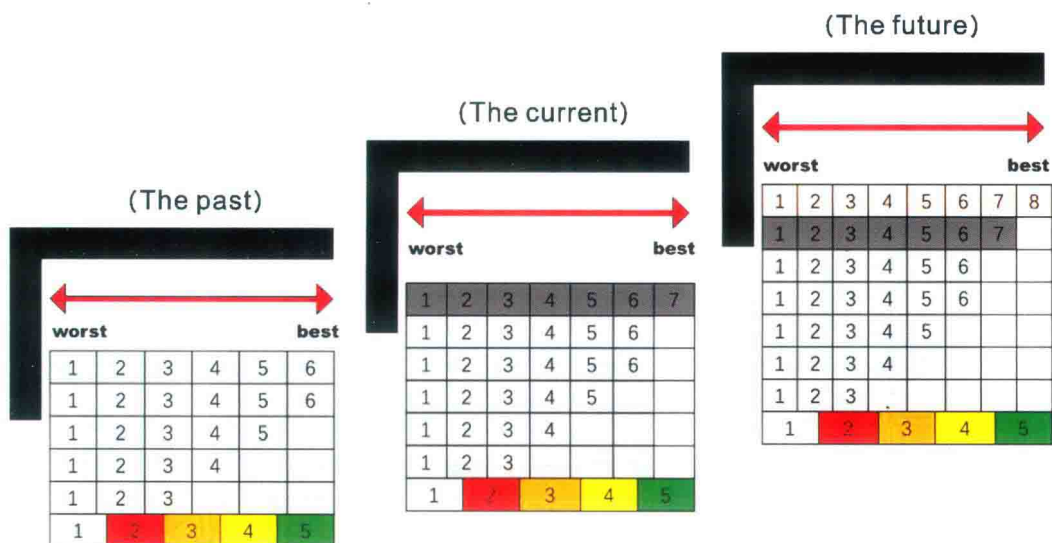 (The past)
worst best
1 2 3 4 5 6
1 2 3 4 5 6
1 2 3 4 5
1 2 3 4
1 2 3
1 2 3 4 5
(The current)
worst best
1 2 3 4 5 6 7
1 2 3 4 5 6
1 2 3 4 5 6
1 2 3 4 5
1 2 3 4
1 2 3
1 2 3 4 5
(The future)
worst best
1 2 3 4 5 6 7 8
1 2 3 4 5 6 7
1 2 3 4 5 6
1 2 3 4 5 6
1 2 3 4 5
1 2 3 4
1 2 3
1 2 3 4 5